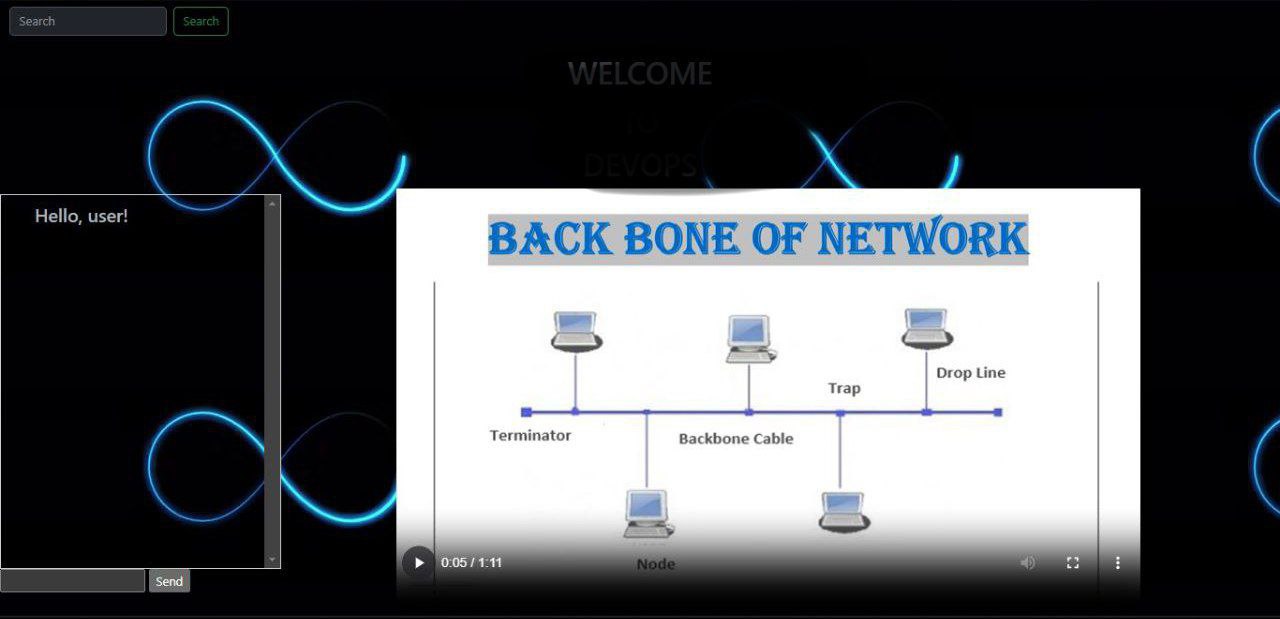 Search
Search
WELCOME
TO
DEVOPS
Hello, user!
BACK BONE OF NETWORK
Drop Line
Trap
Terminator
Backbone Cable
Node
0:05 / 1:11
Send